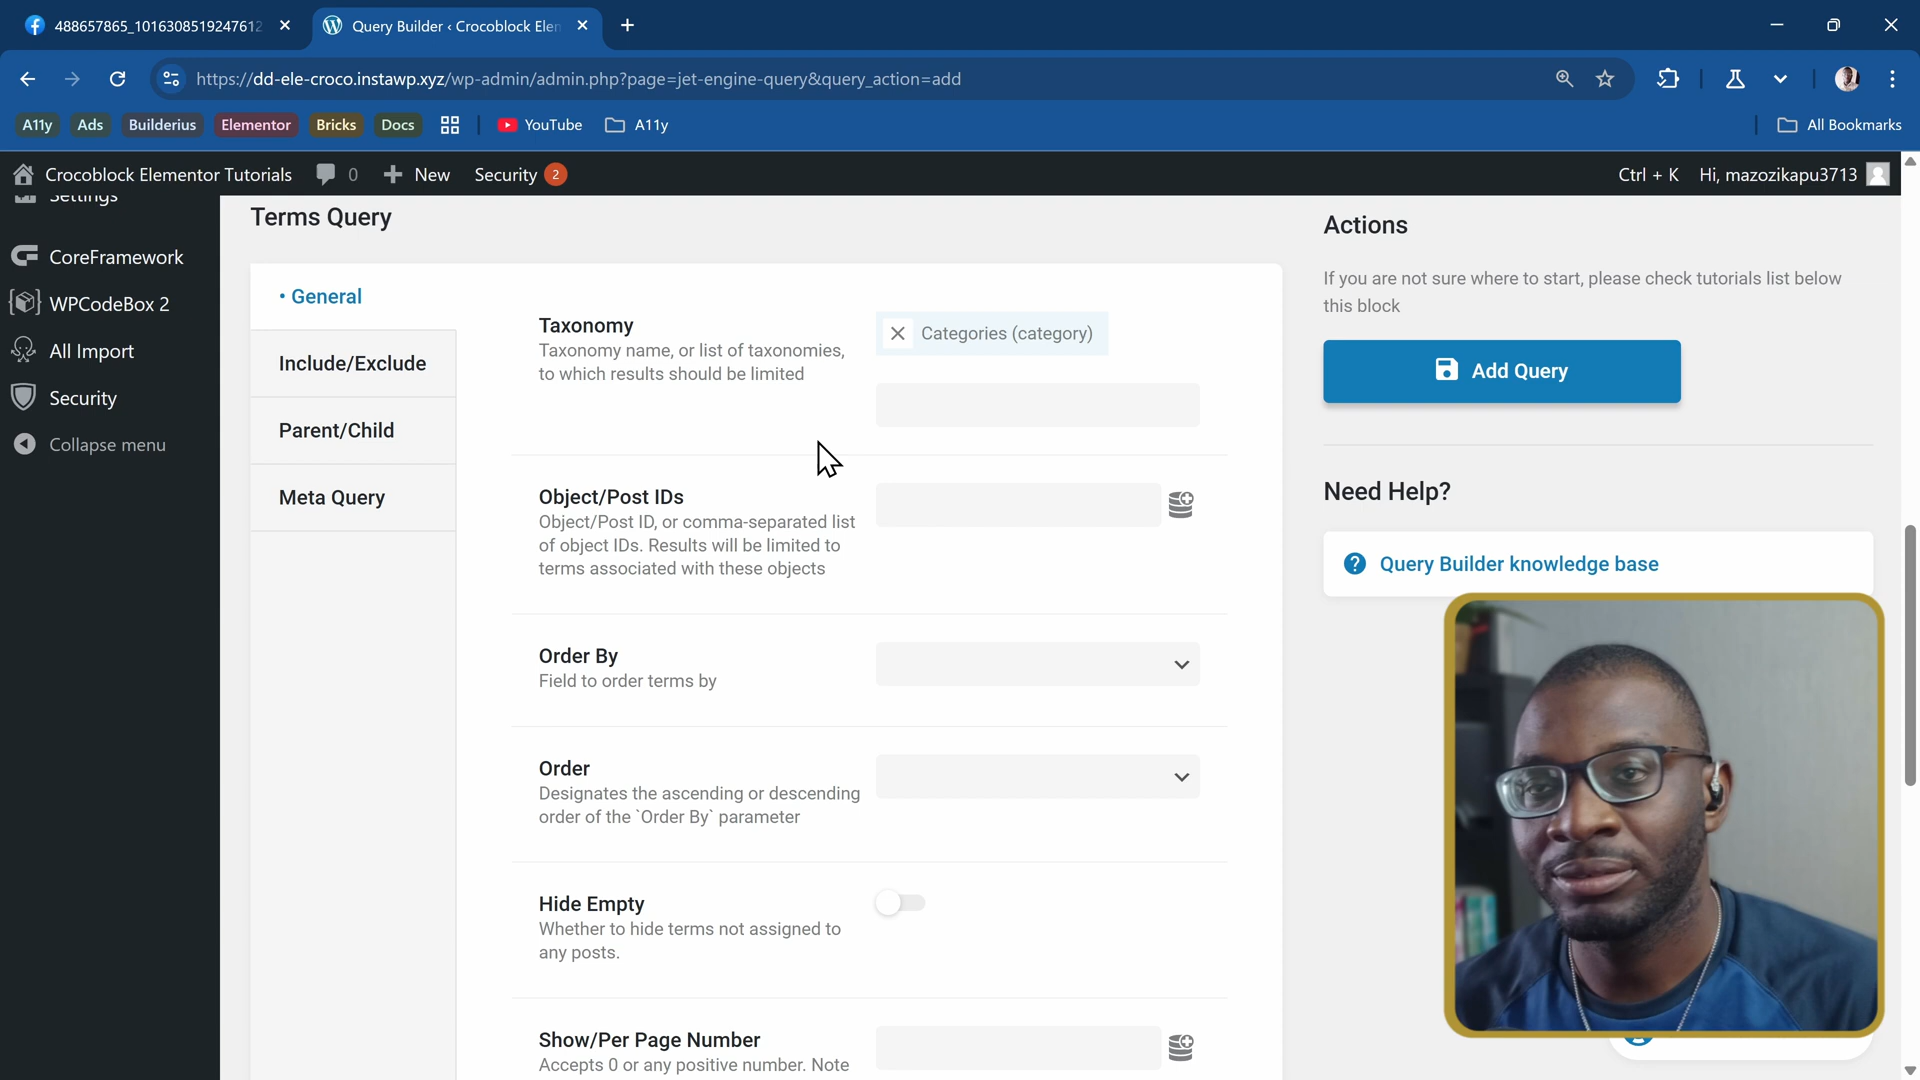 488657865_1016308519247612
Query Builder ‹ Crocoblock Ele
https://dd-ele-croco.instawp.xyz/wp-admin/admin.php?page=jet-engine-query&query_action=add
A11y
Ads
Builderius
Elementor
Bricks
Docs
YouTube
A11y
All Bookmarks
Crocoblock Elementor Tutorials
0
New
Security 2
Ctrl + K
Hi, mazozikapu3713
Settings
CoreFramework
WPCodeBox 2
All Import
Security
Collapse menu
Terms Query
• General
Include/Exclude
Parent/Child
Meta Query
Taxonomy
Taxonomy name, or list of taxonomies,
to which results should be limited
Categories (category)
Object/Post IDs
Object/Post ID, or comma-separated list
of object IDs. Results will be limited to
terms associated with these objects
Order By
Field to order terms by
Order
Designates the ascending or descending
order of the `Order By` parameter
Hide Empty
Whether to hide terms not assigned to
any posts.
Show/Per Page Number
Accepts 0 or any positive number. Note
Actions
If you are not sure where to start, please check tutorials list below
this block
Add Query
Need Help?
Query Builder knowledge base